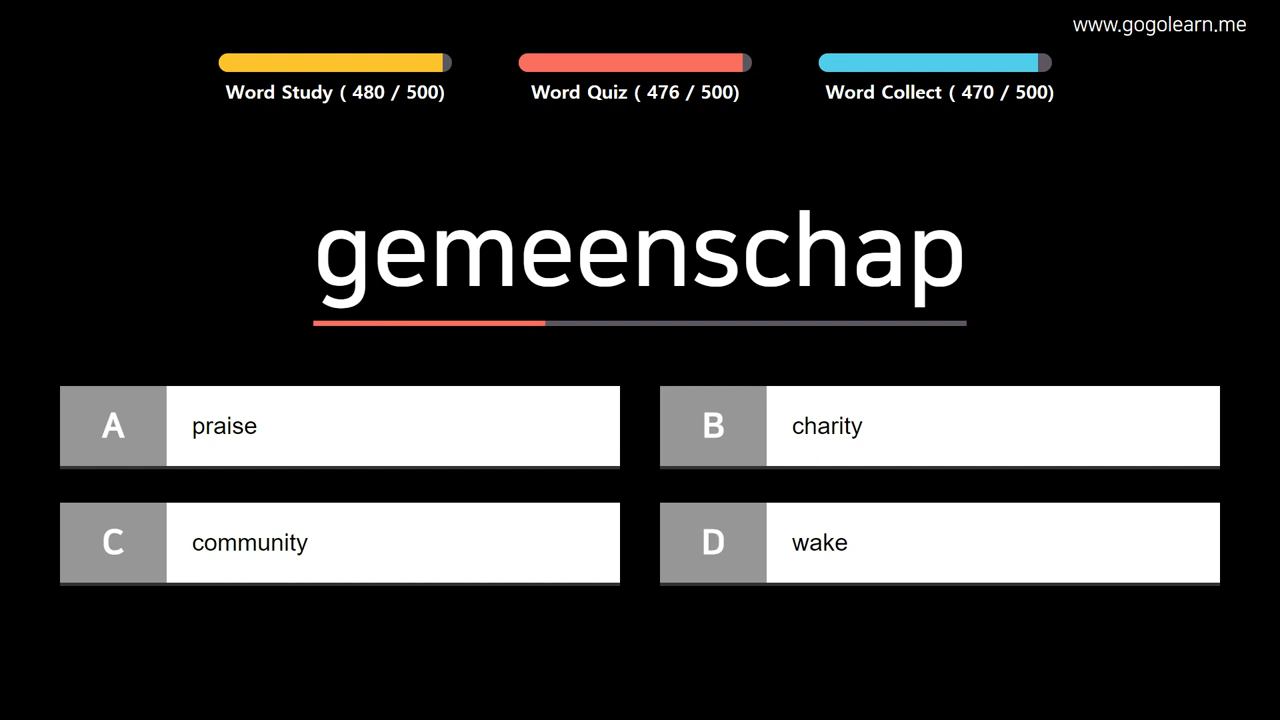 www.gogolearn.me
Word Study ( 480 / 500)
Word Quiz ( 476 / 500)
Word Collect ( 470 / 500)
gemeenschap
A praise
B charity
C community
D wake